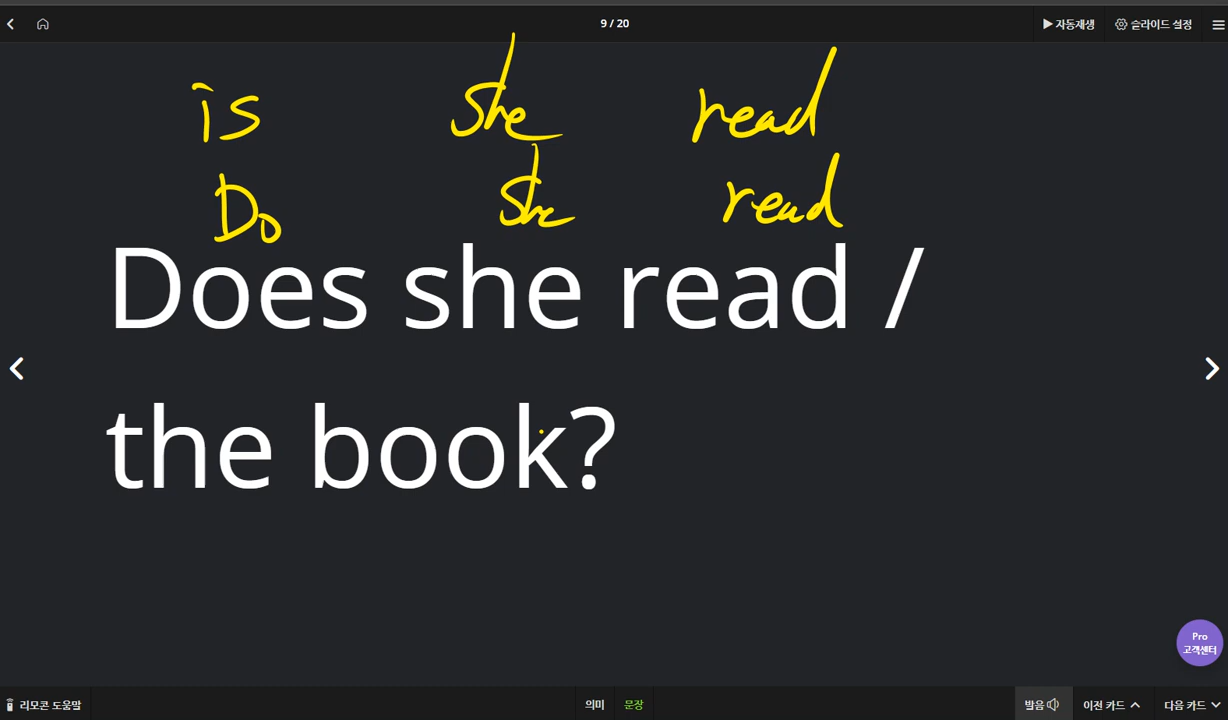 9 / 20
자동재생
슬라이드 설정
is she read
Do she read
Does she read /
the book?
Pro
고객센터
리모콘 도움말
의미
문장
발음
이전 카드
다음 카드